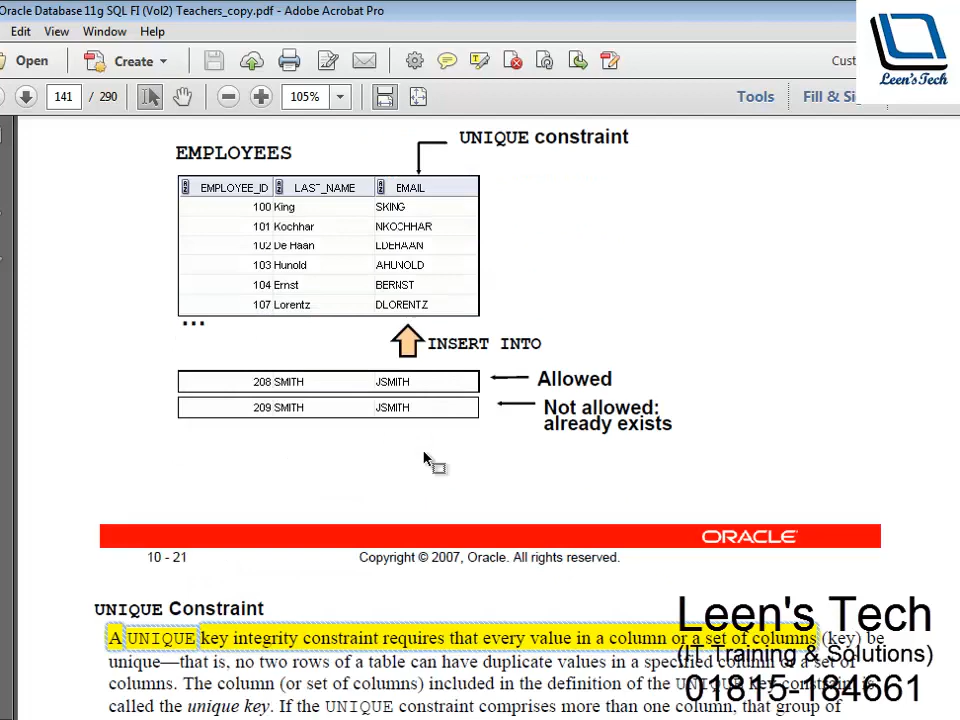 Oracle Database 11g SQL FI (Vol2) Teachers_copy.pdf - Adobe Acrobat Pro
Edit View Window Help
Open Create Cust
Leen'sTech
141 / 290 105% Tools Fill & Si
UNIQUE constraint
EMPLOYEES
EMPLOYEE_ID LAST_NAME EMAIL
100 King SKING
101 Kochhar NKOCHHAR
102 De Haan LDEHAAN
103 Hunold AHUNOLD
104 Ernst BERNST
107 Lorentz DLORENTZ
...
INSERT INTO
208 SMITH JSMITH Allowed
209 SMITH JSMITH Not allowed:
already exists
ORACLE
10 - 21 Copyright © 2007, Oracle. All rights reserved.
UNIQUE Constraint
A UNIQUE key integrity constraint requires that every value in a column or a set of columns (key) be
unique—that is, no two rows of a table can have duplicate values in a specified column or a set of
columns. The column (or set of columns) included in the definition of the UNIQUE key constraint is
called the unique key. If the UNIQUE constraint comprises more than one column, that group of
Leen's Tech
(IT Training & Solutions)
01815-184661